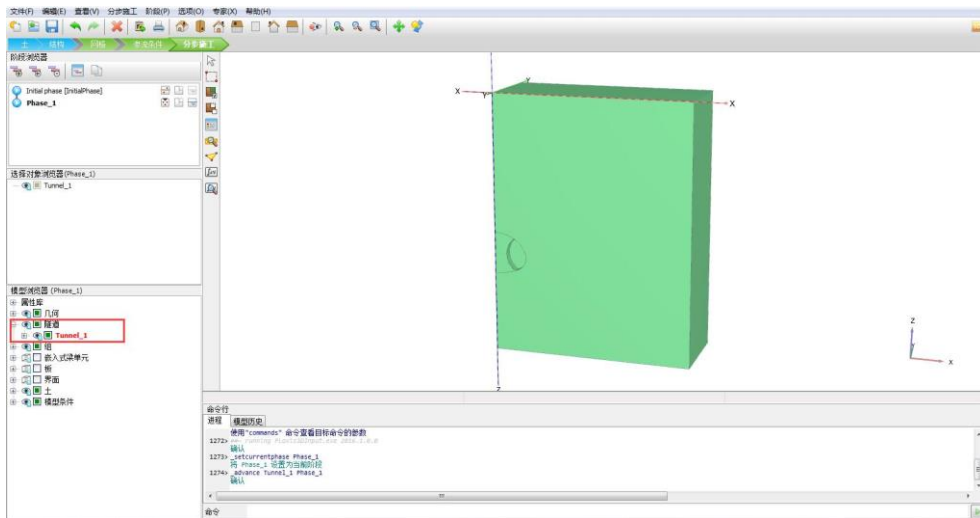 文件(F) 编辑(E) 查看(V) 分步施工 阶段(P) 选项(O) 专家(X) 帮助(H)
土 结构 网格 分步施工
阶段浏览器
Initial phase [InitialPhase]
Phase_1
选择对象浏览器(Phase_1)
Tunnel_1
模型浏览器 (Phase_1)
属性库
几何
隧道
Tunnel_1
组
嵌入式梁单元
板
界面
土
模型条件
X Y Y X
Z
Z
Y
X
命令行
进程 模型历史
使用"commands" 命令查看目标命令的参数
1272>
确认
1273> _setcurrentphase Phase_1
将 Phase_1 设置为当前阶段
1274> _advance Tunnel_1 Phase_1
确认
命令